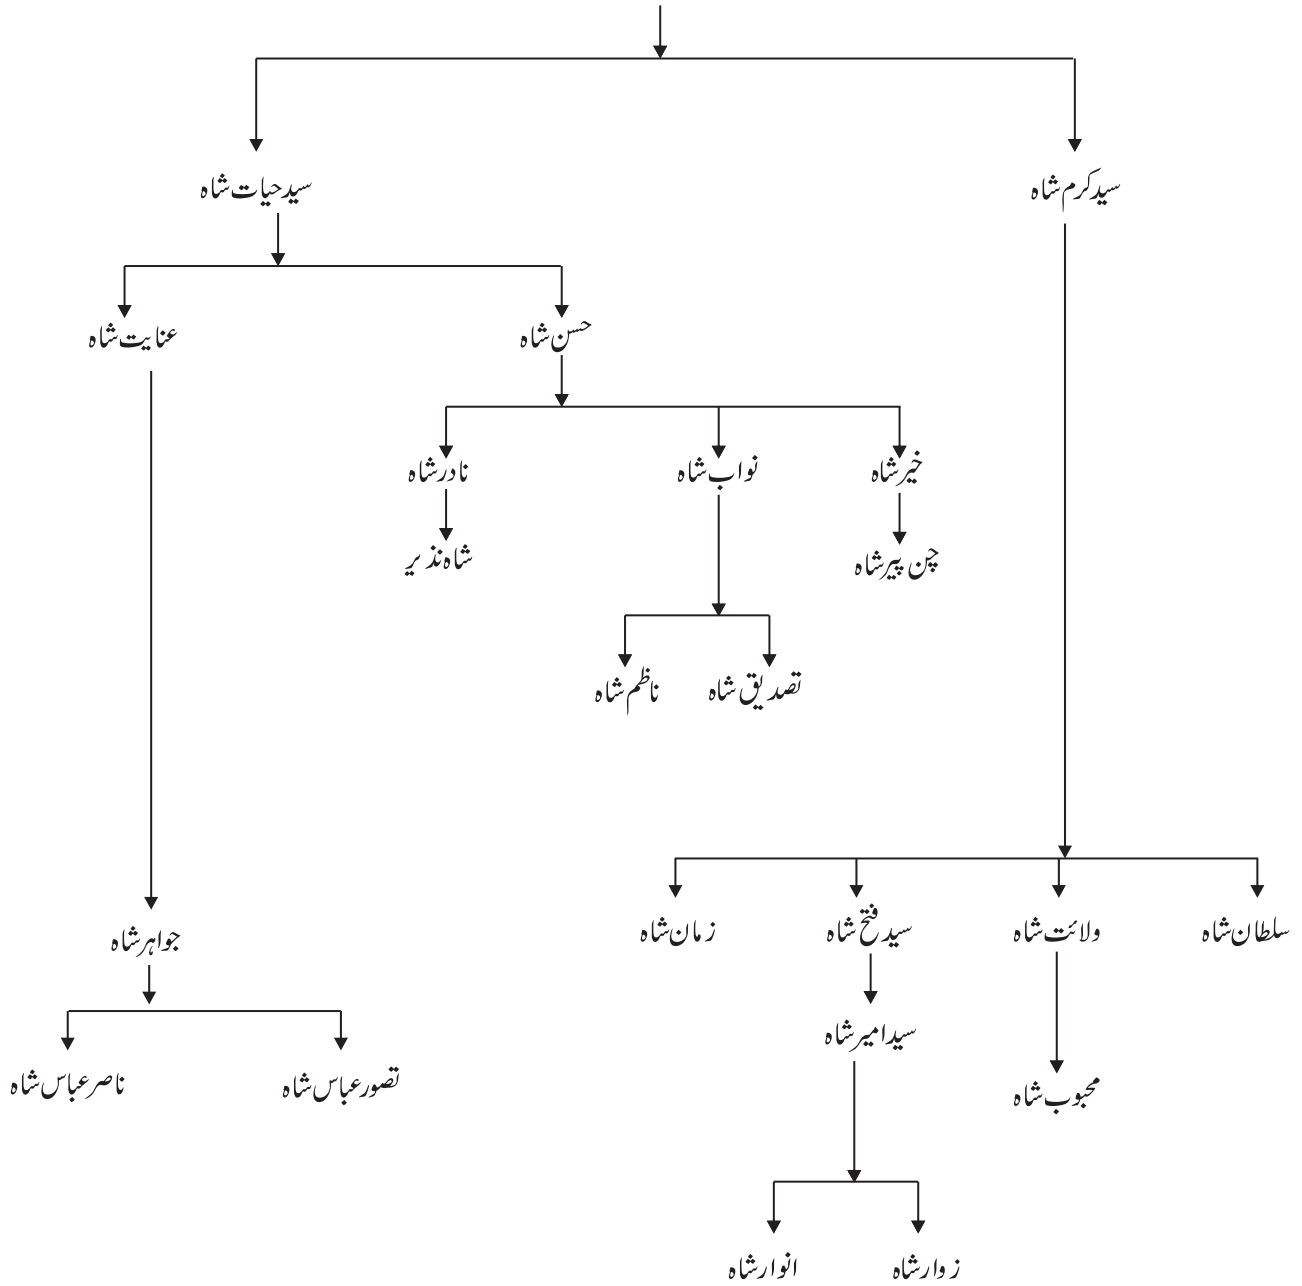 سید کرم شاہ
سید حیات شاہ
حسن شاہ
عنایت شاہ
خیر شاہ
نواب شاہ
نادر شاہ
چن پیر شاہ
شاہ نذیر
تصدیق شاہ
ناظم شاہ
سلطان شاہ
ولائت شاہ
سید فتح شاہ
زمان شاہ
جواہر شاہ
سید امیر شاہ
محبوب شاہ
تصور عباس شاہ
ناصر عباس شاہ
زوار شاہ
انوار شاہ